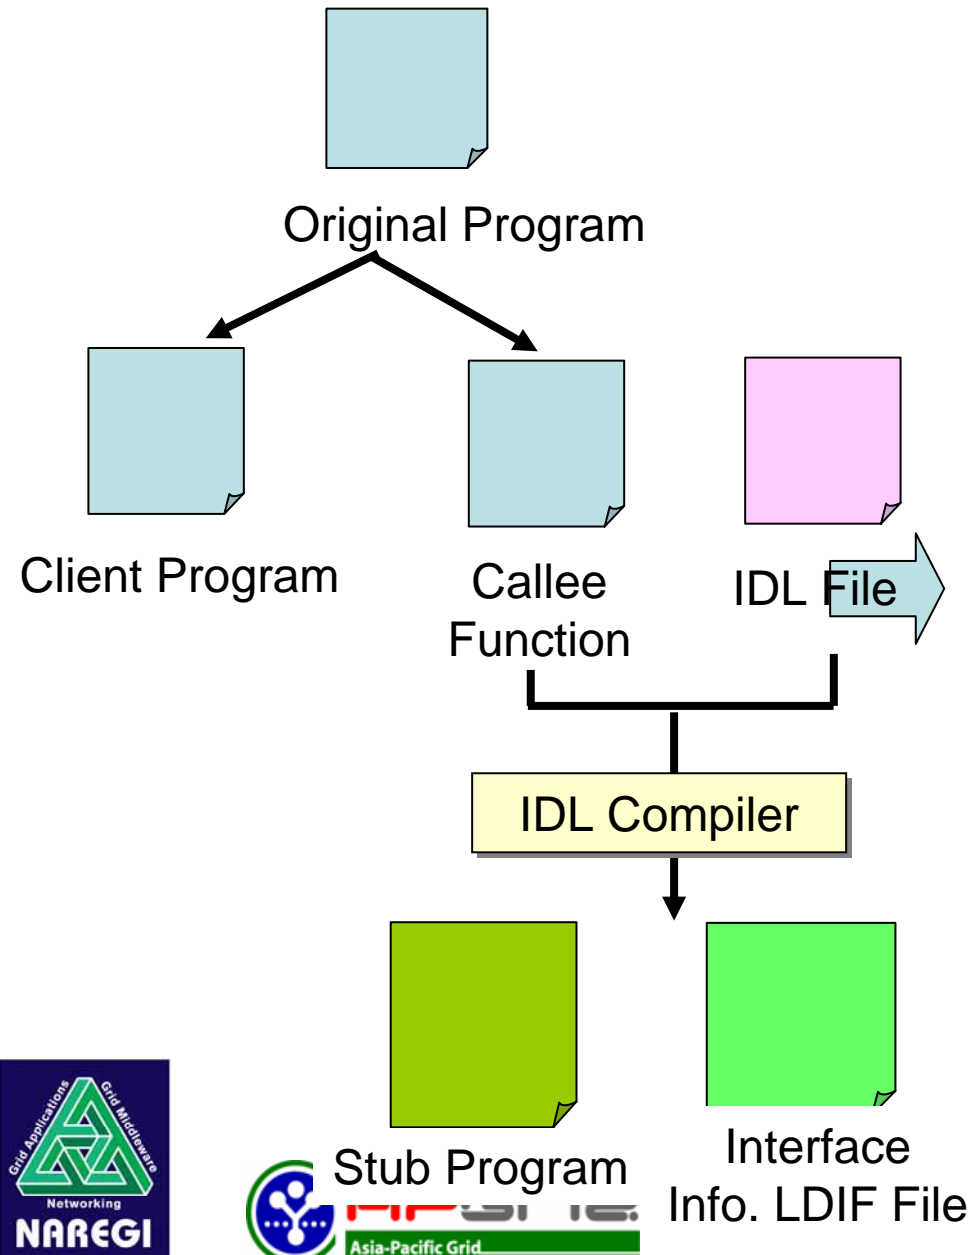 Original Program
Client Program
Callee
Function
IDL File
IDL Compiler
Stub Program
Interface
Info. LDIF File
Grid Applications
Grid Middleware
Networking
NAREGI
Asia-Pacific Grid